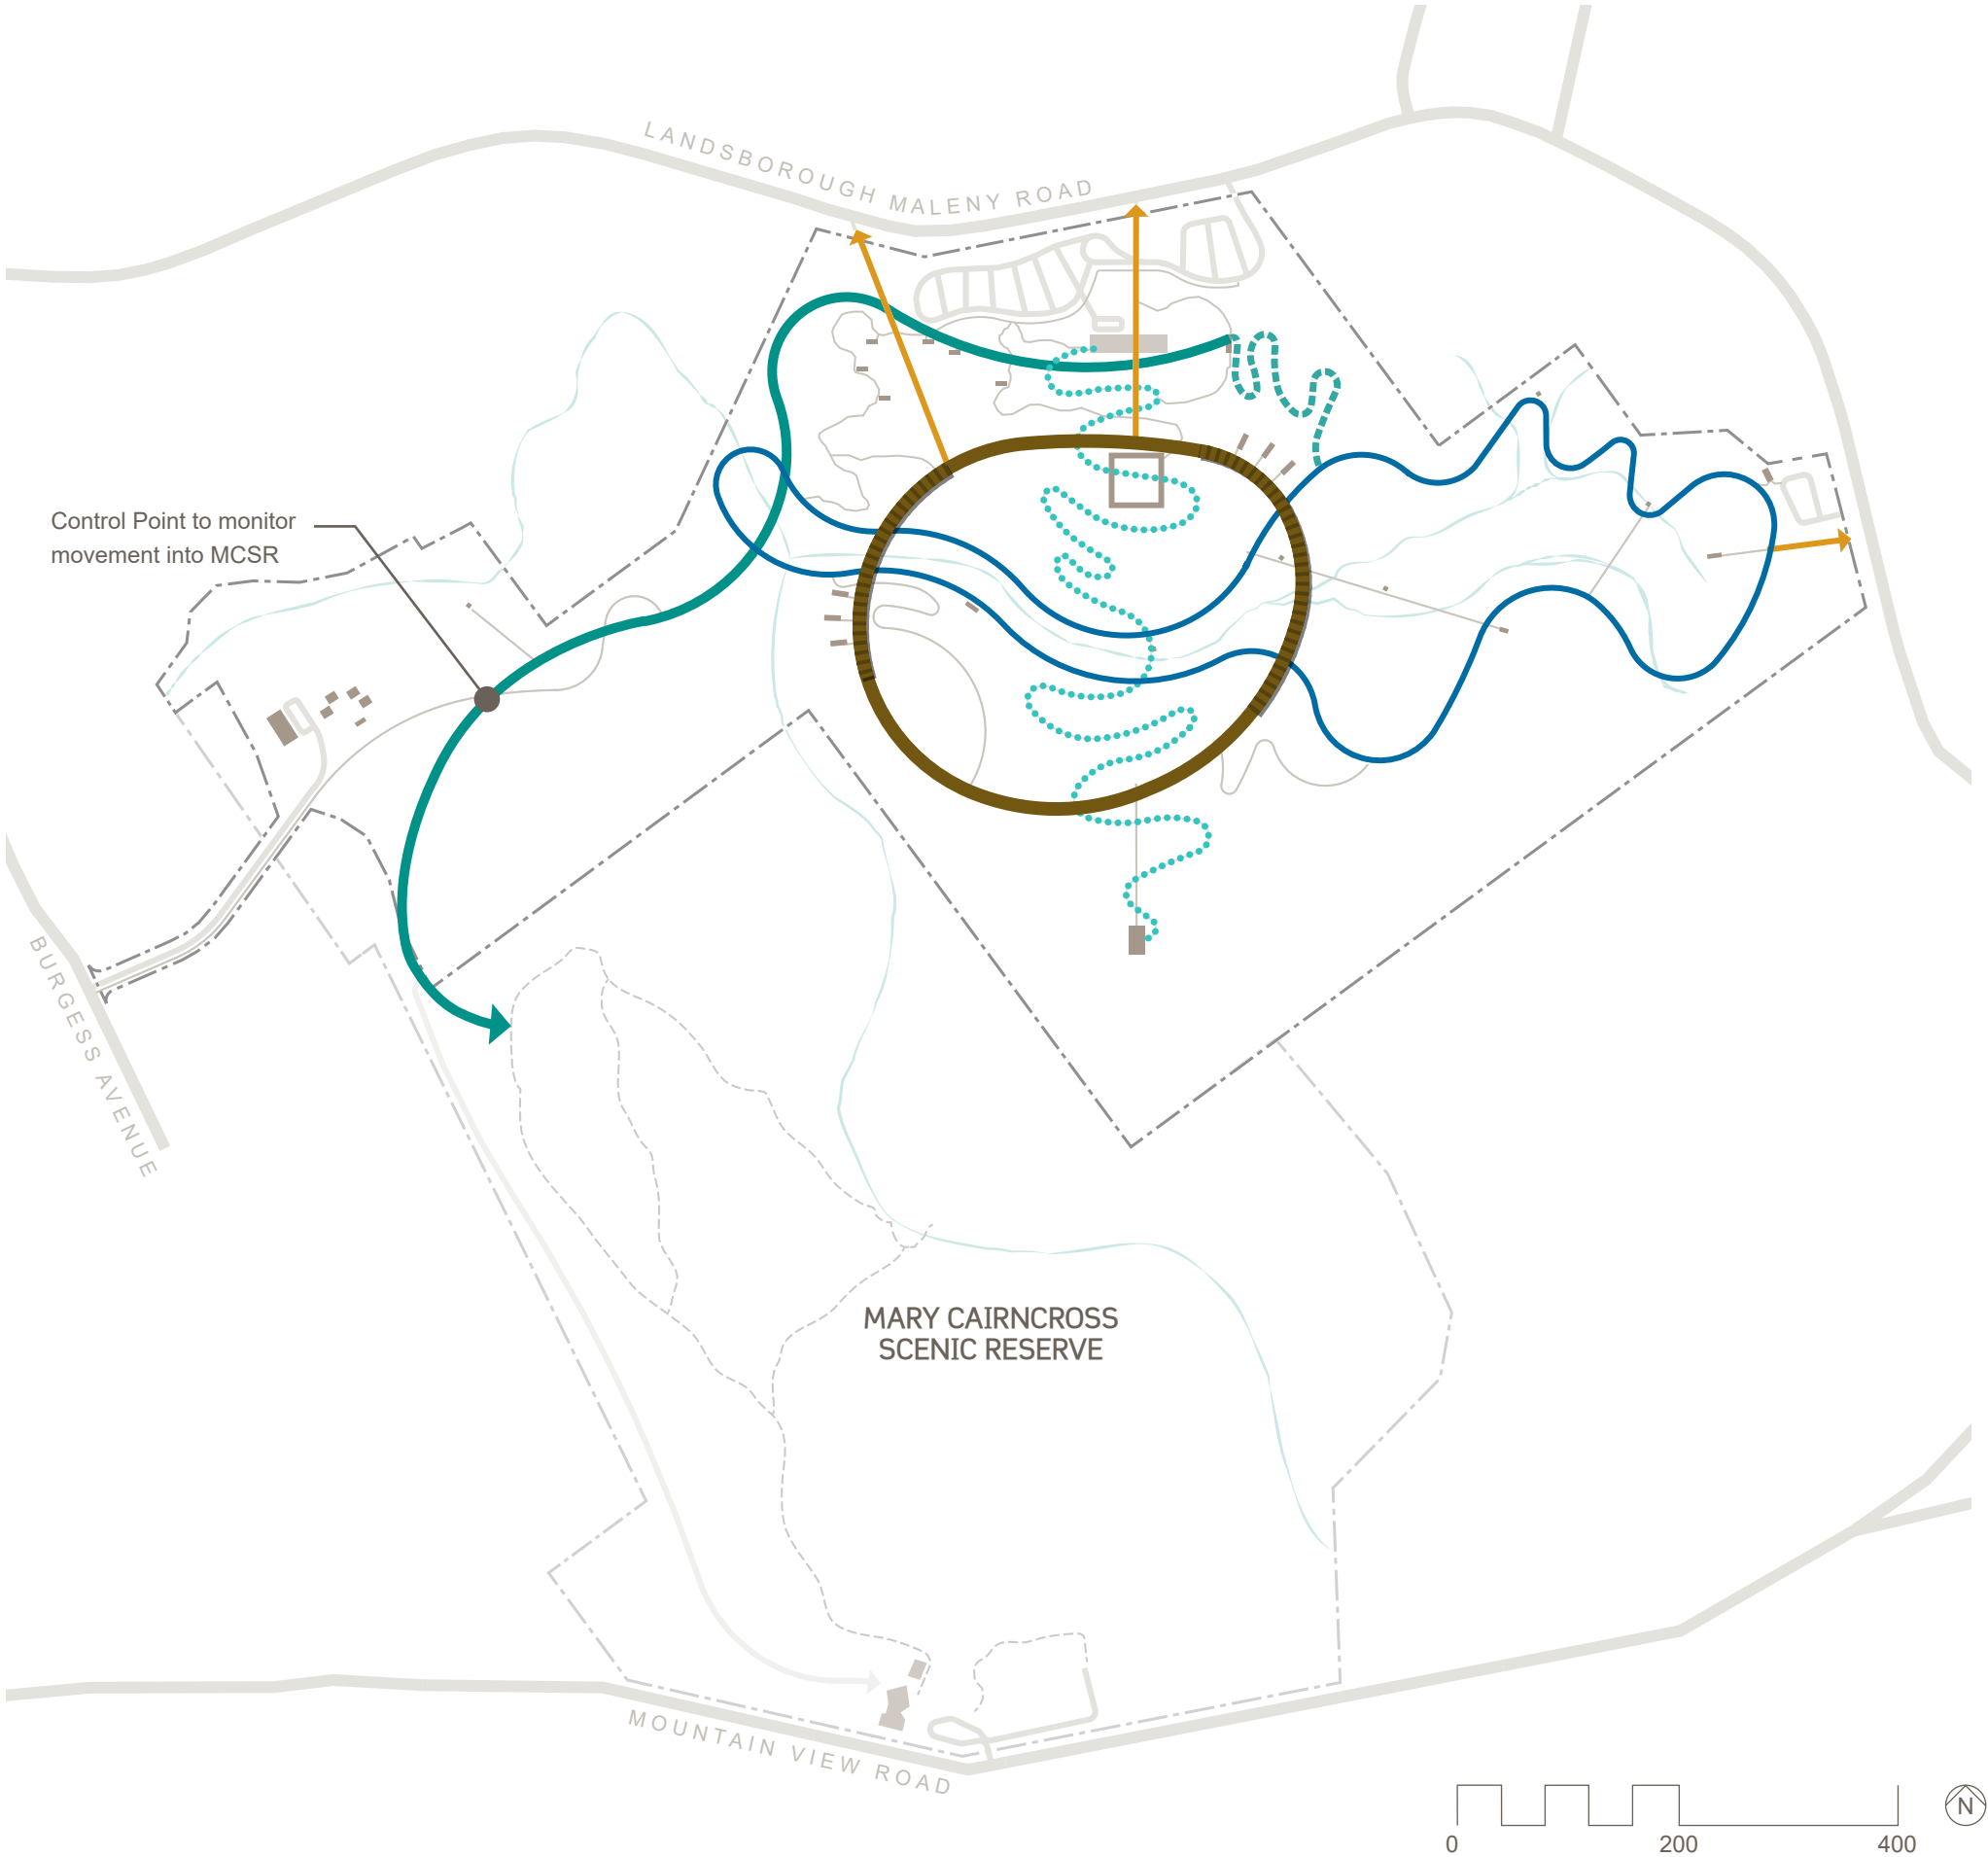 LANDSBOROUGH MALENY ROAD
Control Point to monitor
movement into MCSR
BURGESS AVENUE
MARY CAIRNCROSS
SCENIC RESERVE
MOUNTAIN VIEW ROAD
N
0 200 400